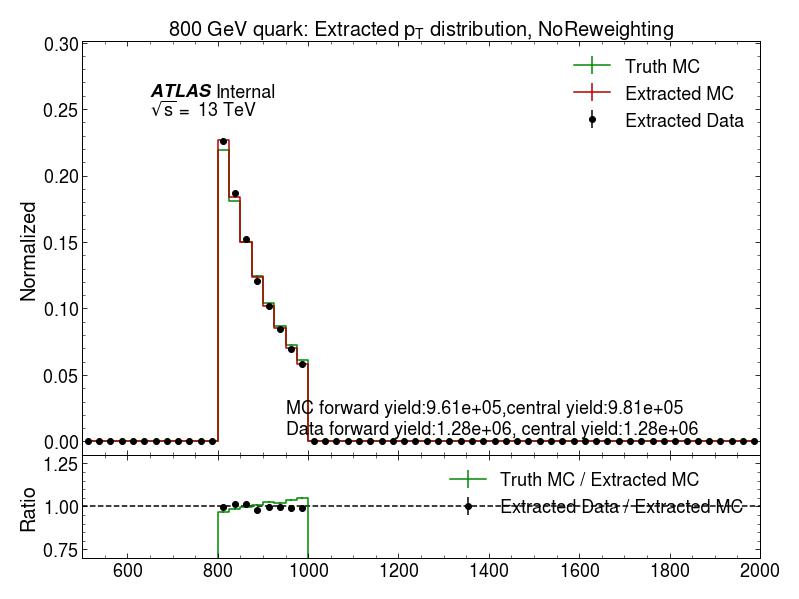 800 GeV quark: Extracted pT distribution, NoReweighting
0.30
0.25
0.20
0.15
0.10
0.05
0.00
Normalized
ATLAS Internal
√s = 13 TeV
Truth MC
Extracted MC
Extracted Data
MC forward yield:9.61e+05,central yield:9.81e+05
Data forward yield:1.28e+06, central yield:1.28e+06
1.25
1.00
0.75
Ratio
Truth MC / Extracted MC
Extracted Data / Extracted MC
600 800 1000 1200 1400 1600 1800 2000